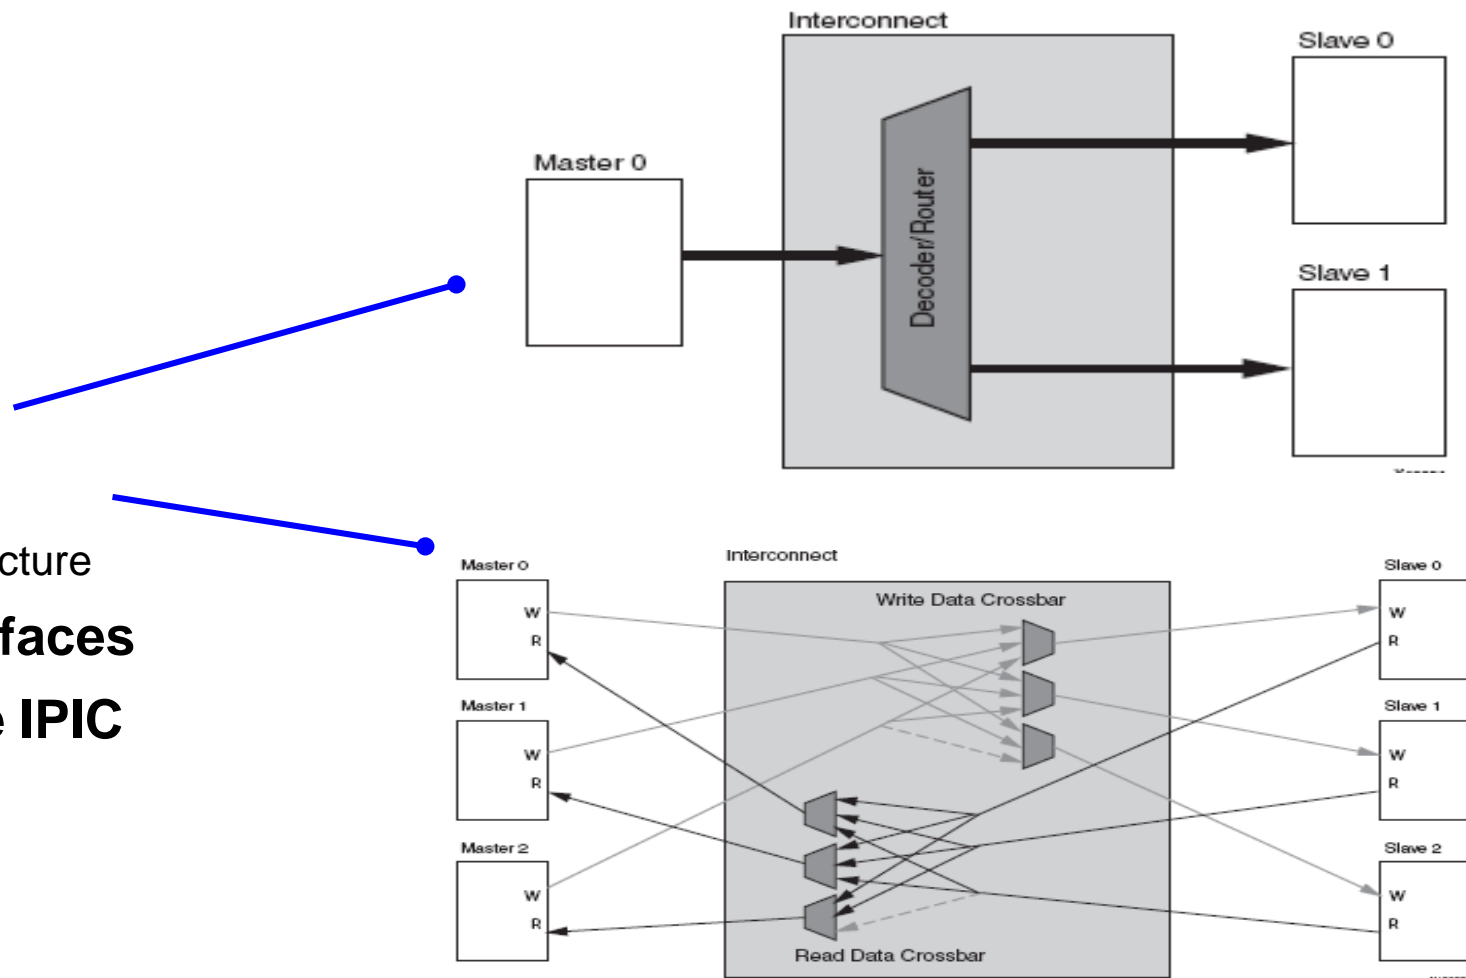 Interconnect
Slave 0
Master 0
Decoder/Router
Slave 1
cture
faces
e IPIC
Interconnect
Master 0
Slave 0
Write Data Crossbar
W
R
W
R
Master 1
Slave 1
W
R
W
R
Master 2
Slave 2
W
R
W
R
Read Data Crossbar